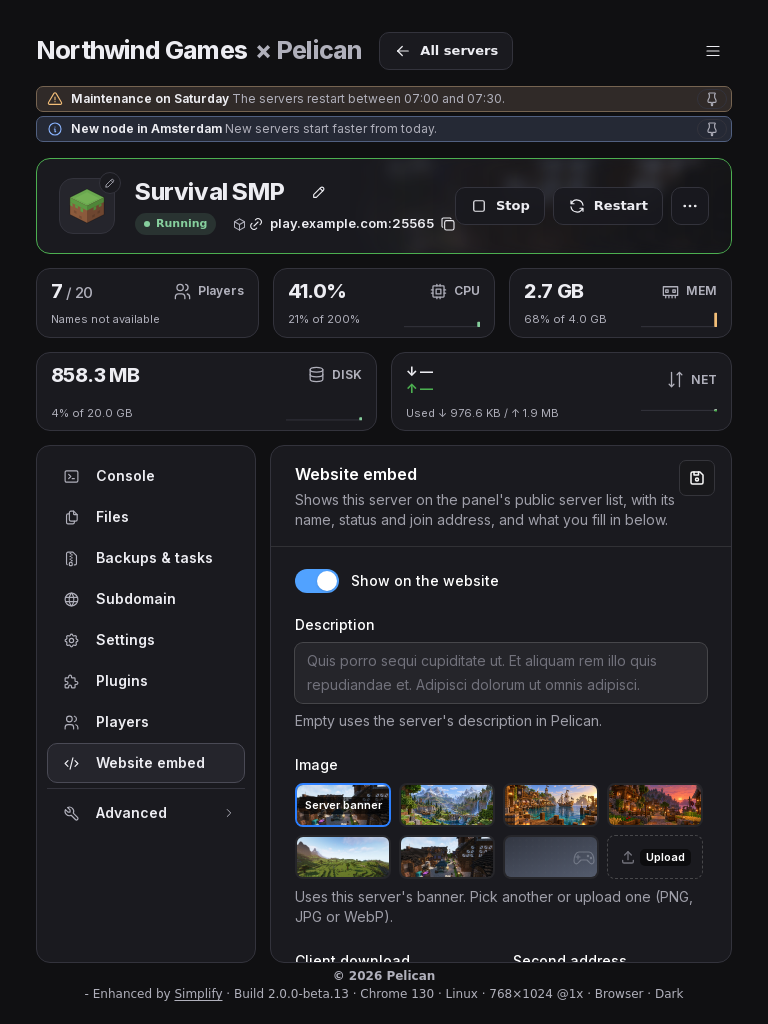 Northwind Games × Pelican
All servers
Maintenance on Saturday The servers restart between 07:00 and 07:30.
New node in Amsterdam New servers start faster from today.
Survival SMP
Running
play.example.com:25565
Stop
Restart
7 / 20
Players
Names not available
41.0%
CPU
21% of 200%
2.7 GB
MEM
68% of 4.0 GB
858.3 MB
DISK
4% of 20.0 GB
↓ —
↑ —
NET
Used ↓ 976.6 KB / ↑ 1.9 MB
Console
Files
Backups & tasks
Subdomain
Settings
Plugins
Players
Website embed
Advanced
Website embed
Shows this server on the panel's public server list, with its
name, status and join address, and what you fill in below.
Show on the website
Description
Quis porro sequi cupiditate ut. Et aliquam rem illo quis
repudiandae et. Adipisci dolorum ut omnis adipisci.
Empty uses the server's description in Pelican.
Image
Server banner
Upload
Uses this server's banner. Pick another or upload one (PNG,
JPG or WebP).
Client download
Second address
© 2026 Pelican
- Enhanced by Simplify · Build 2.0.0-beta.13 · Chrome 130 · Linux · 768×1024 @1x · Browser · Dark